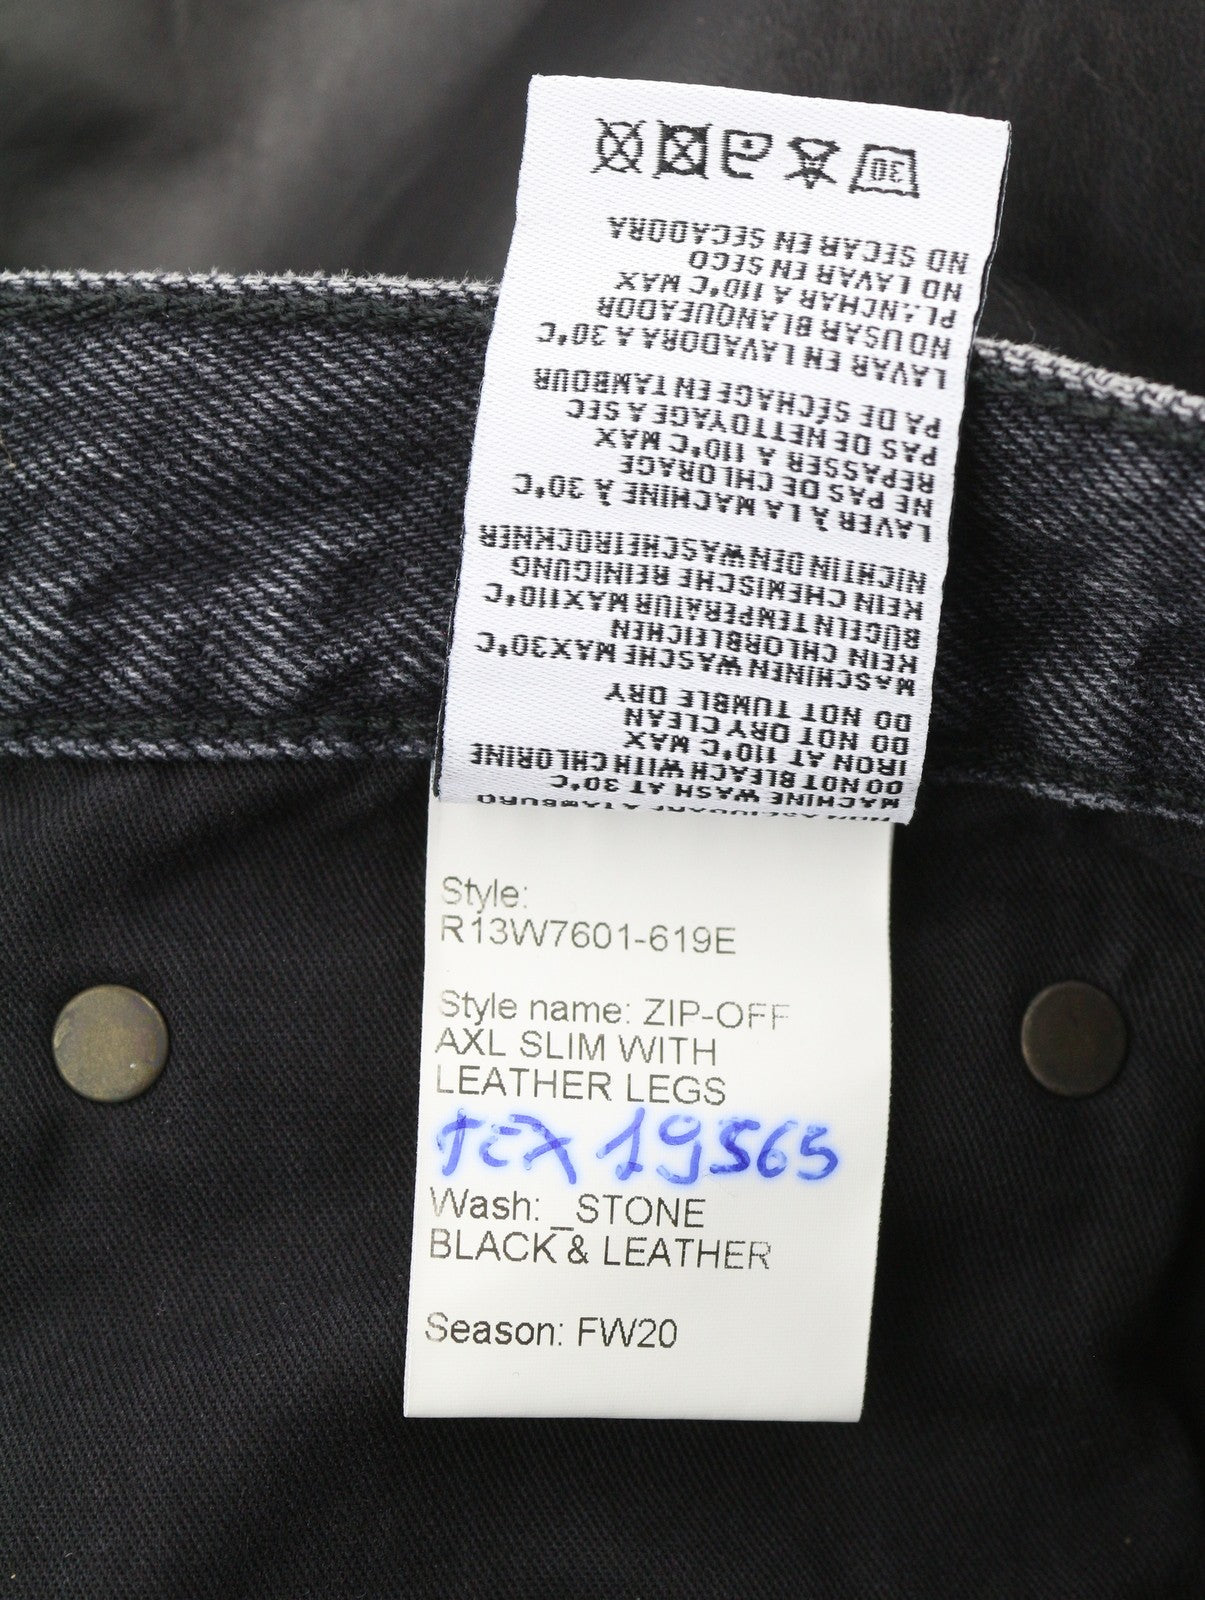 MACHINE WASH AT 30°C
DO NOT BLEACH WITH CHLORINE
IRON AT 110°C MAX
DO NOT DRY CLEAN
DO NOT TUMBLE DRY
MASCHINEN WASCHE MAX30°C
KEIN CHLORBLEICHEN
BÜGELNTEMPERATUR MAX110°C
KEIN CHEMISCHE REINIGUNG
NICHT IN DEN WASCHEITROCKNER
LAVER À LA MACHINE À 30°C
NE PAS DE CHLORAGE
REPASSER A 110°C MAX
PAS DE NETTOYAGE A SEC
PA DE SÉCHAGE EN TAMBOUR
LAVAR EN LAVADORA A 30°C
NO USAR BLANQUEADOR
PLANCHAR A 110°C MAX
NO LAVAR EN SECO
NO SECAR EN SECADORA
30
Style:
R13W7601-619E
Style name: ZIP-OFF
AXL SLIM WITH
LEATHER LEGS
TEX 19565
Wash: _STONE
BLACK & LEATHER
Season: FW20